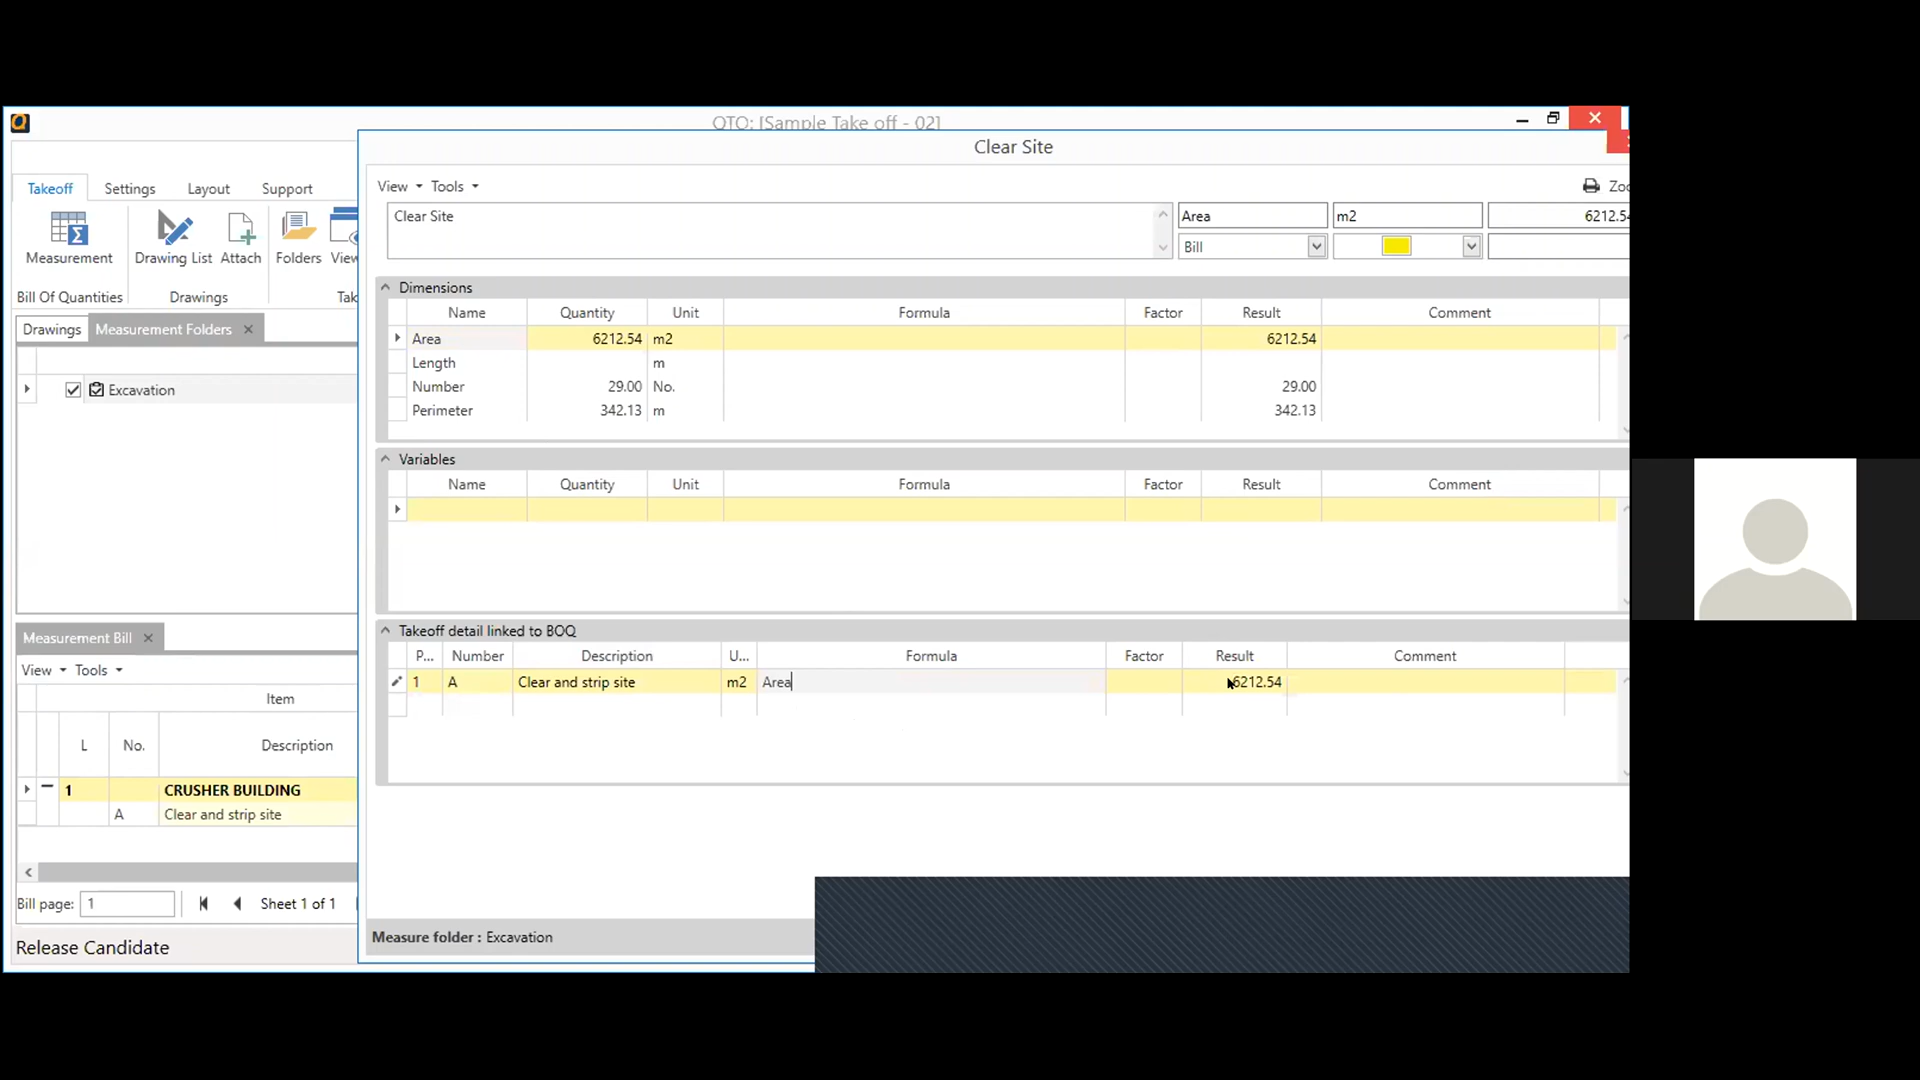 QTO: [Sample Take off - 02]
Clear Site
Takeoff Settings Layout Support
View Tools
Clear Site
Area m2
Bill
Measurement Drawing List Attach Folders
Bill Of Quantities Drawings
Drawings Measurement Folders
Excavation
Dimensions
Name Quantity Unit Formula Factor Result Comment
Area 6212.54 m2 6212.54
Length m
Number 29.00 No. 29.00
Perimeter 342.13 m 342.13
Variables
Name Quantity Unit Formula Factor Result Comment
Takeoff detail linked to BOQ
P... Number Description U... Formula Factor Result Comment
1 A Clear and strip site m2 Area 6212.54
Measurement Bill
View Tools
Item
L No. Description
1 CRUSHER BUILDING
A Clear and strip site
Bill page: 1 Sheet 1 of 1
Measure folder : Excavation
Release Candidate